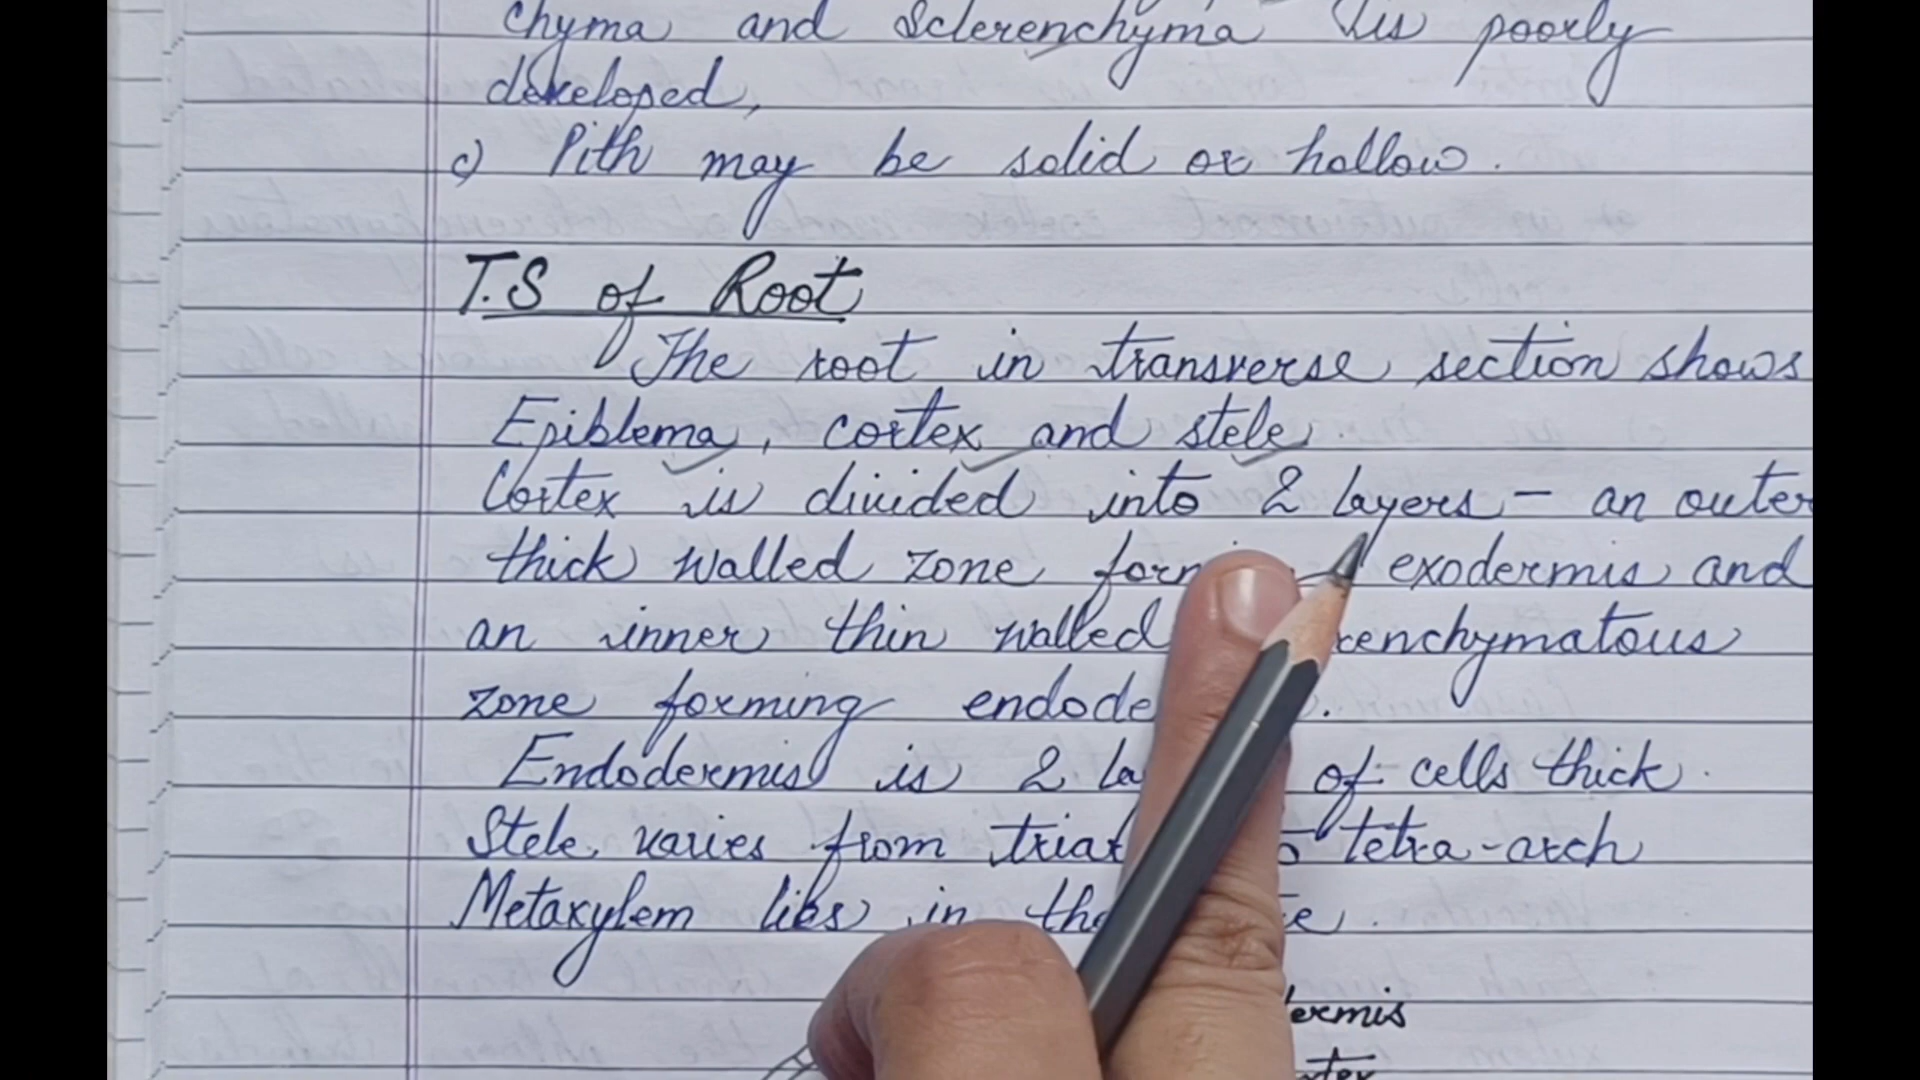 chyma and Sclerenchyma is poorly
developed,
c) Pith may be solid or hollow.
T.S of Root
The root in transverse section shows
Epiblema, cortex and stele.
Cortex is divided into 2 layers - an outer
thick walled zone exodermis and
an inner thin walled
zone forming
Endodermis is 2 of cells thick.
Stele varies from tetra-arch
Metaxylem lies in